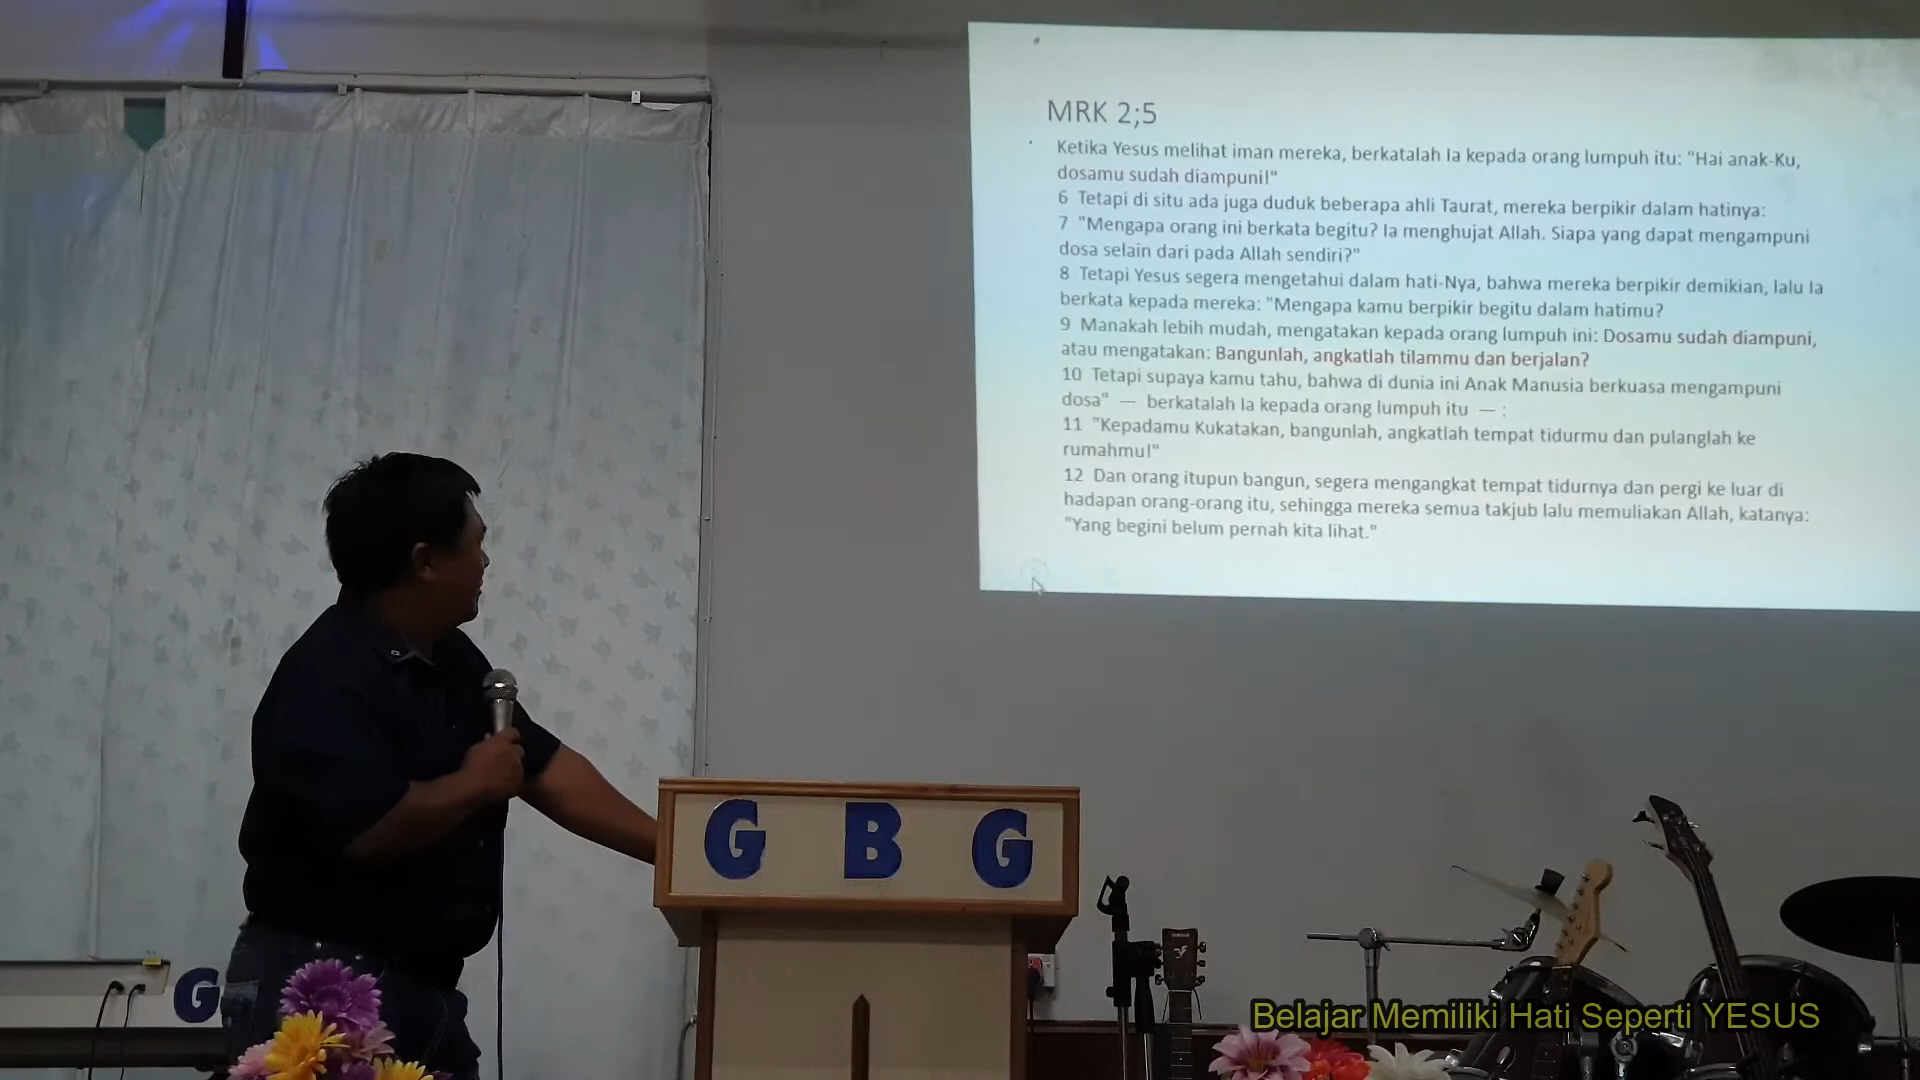 MRK 2;5
Ketika Yesus melihat iman mereka, berkatalah Ia kepada orang lumpuh itu: "Hai anak-Ku,
dosamu sudah diampuni!"
6 Tetapi di situ ada juga duduk beberapa ahli Taurat, mereka berpikir dalam hatinya:
7 "Mengapa orang ini berkata begitu? Ia menghujat Allah. Siapa yang dapat mengampuni
dosa selain dari pada Allah sendiri?"
8 Tetapi Yesus segera mengetahui dalam hati-Nya, bahwa mereka berpikir demikian, lalu Ia
berkata kepada mereka: "Mengapa kamu berpikir begitu dalam hatimu?
9 Manakah lebih mudah, mengatakan kepada orang lumpuh ini: Dosamu sudah diampuni,
atau mengatakan: Bangunlah, angkatlah tilammu dan berjalan?
10 Tetapi supaya kamu tahu, bahwa di dunia ini Anak Manusia berkuasa mengampuni
dosa" — berkatalah Ia kepada orang lumpuh itu — :
11 "Kepadamu Kukatakan, bangunlah, angkatlah tempat tidurmu dan pulanglah ke
rumahmu!"
12 Dan orang itupun bangun, segera mengangkat tempat tidurnya dan pergi ke luar di
hadapan orang-orang itu, sehingga mereka semua takjub lalu memuliakan Allah, katanya:
"Yang begini belum pernah kita lihat."
G B G
G
Belajar Memiliki Hati Seperti YESUS